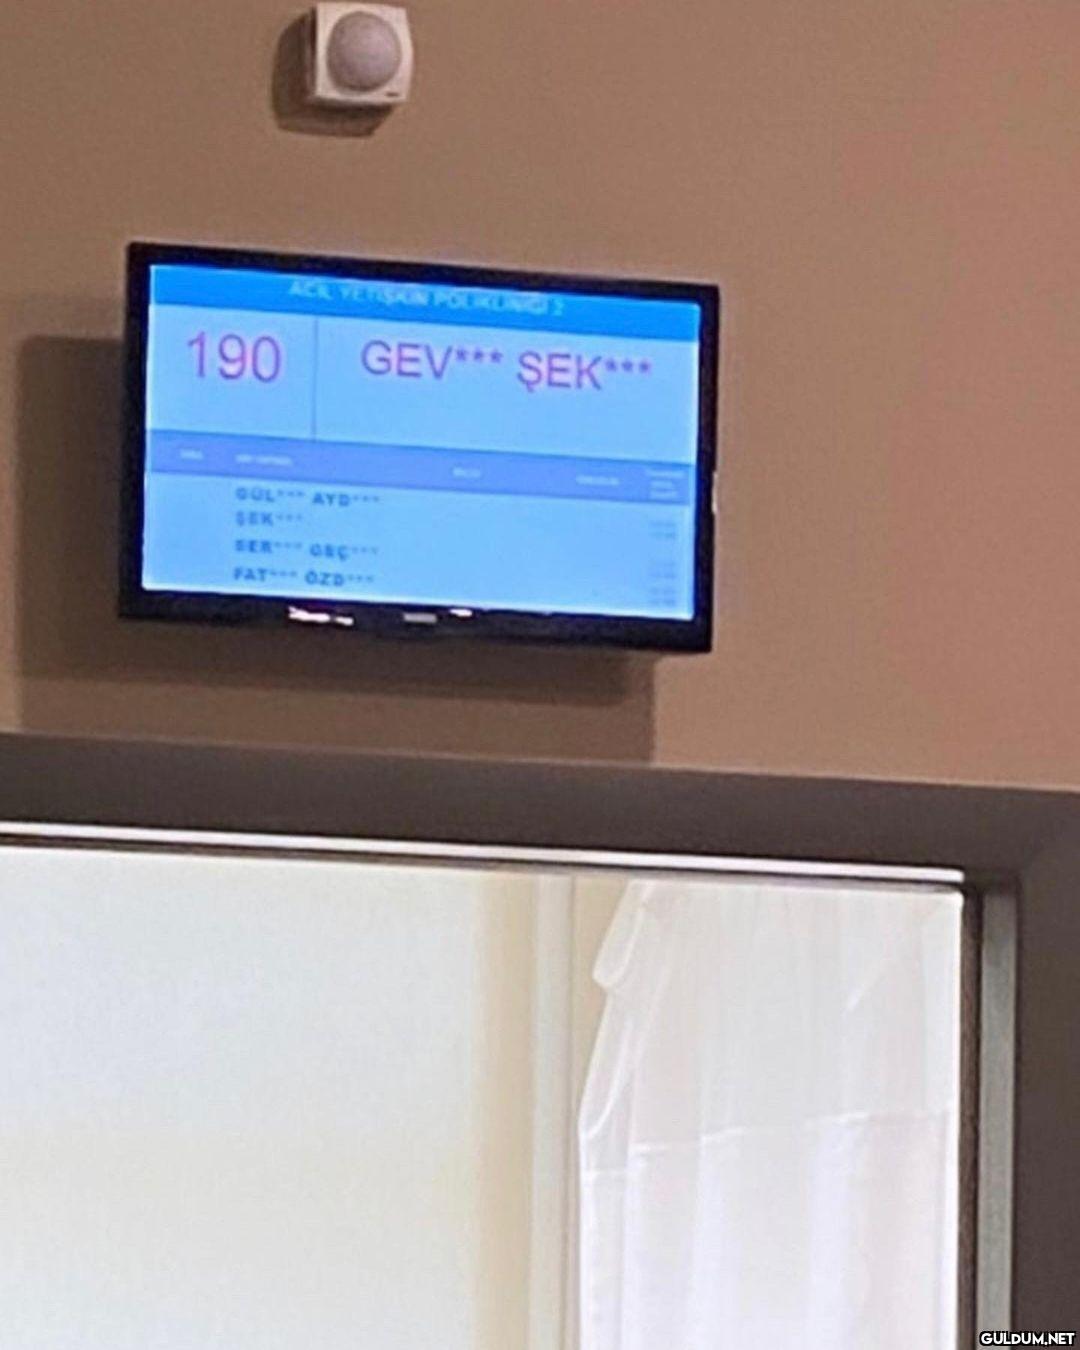 ACİL YETİŞKİN POLİKLİNİĞİ 2
190 GEV*** ŞEK***
GÜL*** AYD***
ŞEK***
SER*** GEÇ***
FAT*** ÖZD***
GULDUM.NET